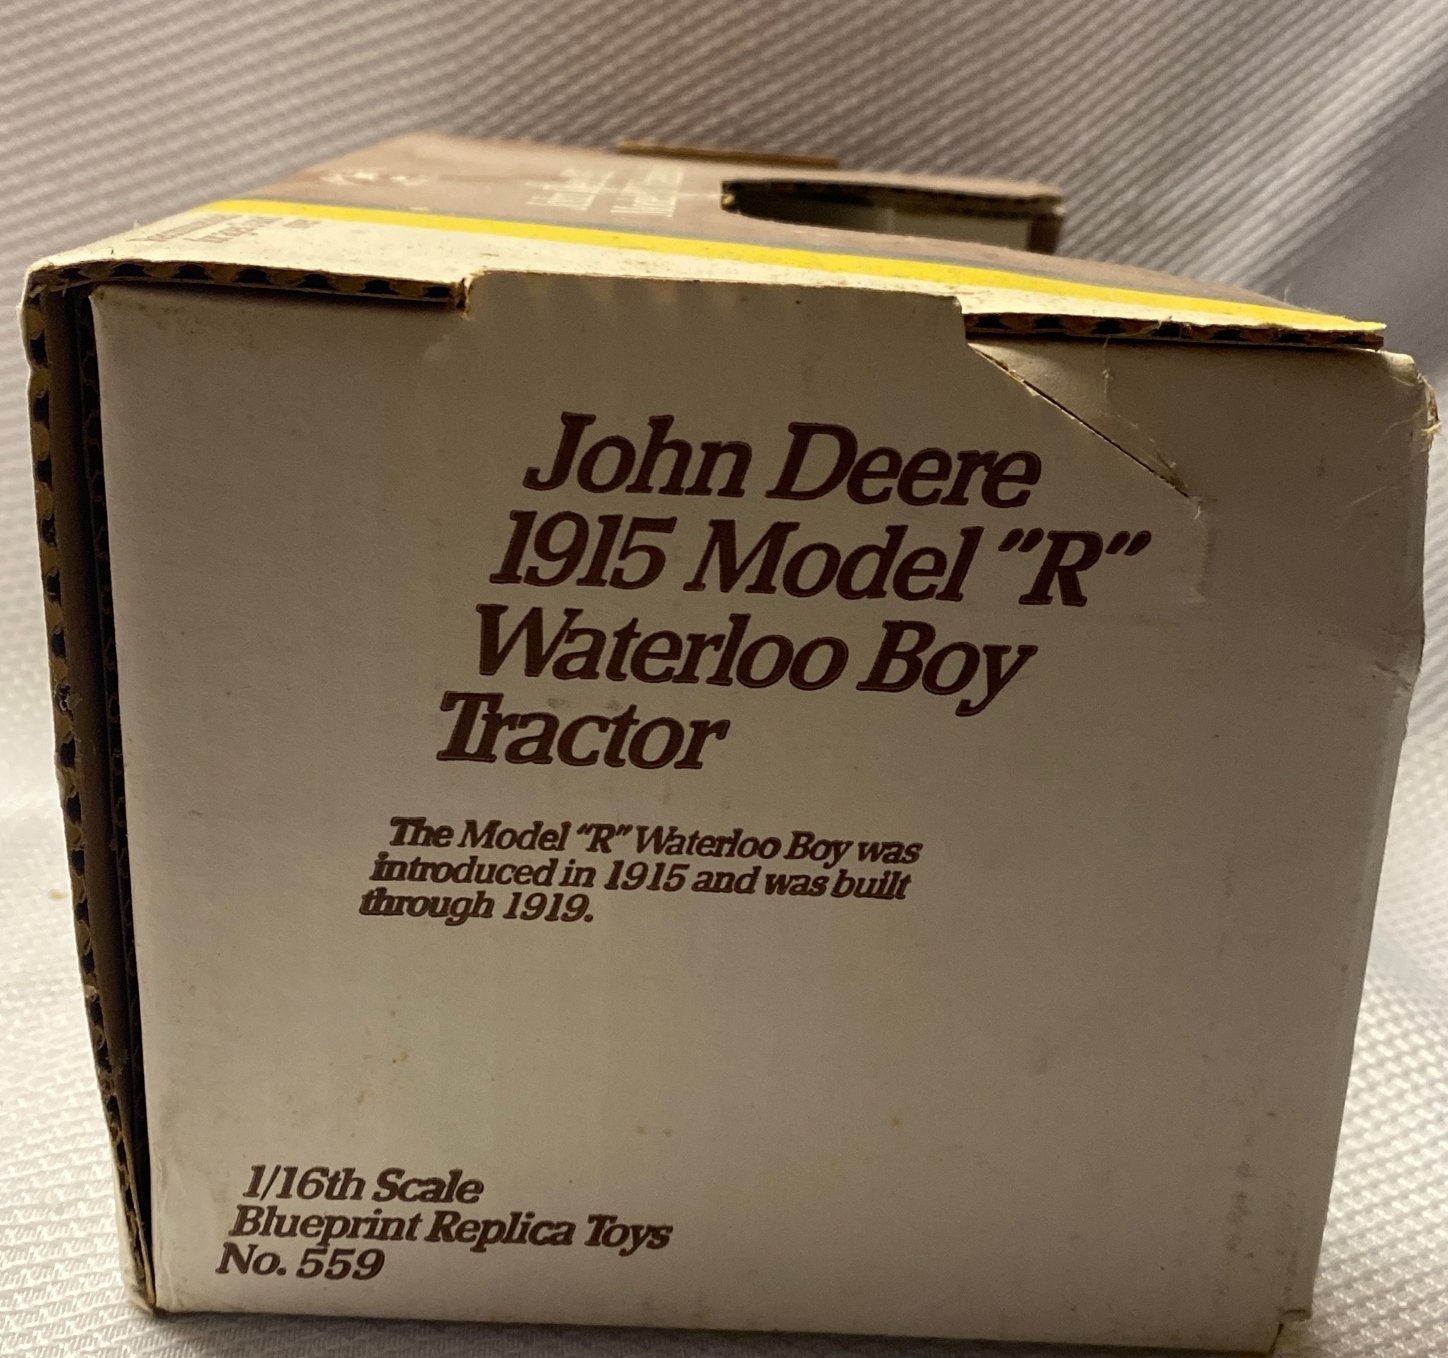 John Deere
1915 Model "R"
Waterloo Boy
Tractor
The Model "R" Waterloo Boy was
introduced in 1915 and was built
through 1919.
1/16th Scale
Blueprint Replica Toys
No. 559